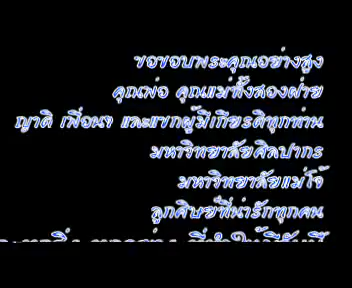 ขอขอบพระคุณอย่างสูง
คุณพ่อ คุณแม่ทั้งสองฝ่าย
ญาติ เพื่อนๆ และแขกผู้มีเกียรติทุกท่าน
มหาวิทยาลัยศิลปากร
มหาวิทยาลัยแม่โจ้
ลูกศิษย์ที่น่ารักทุกคน